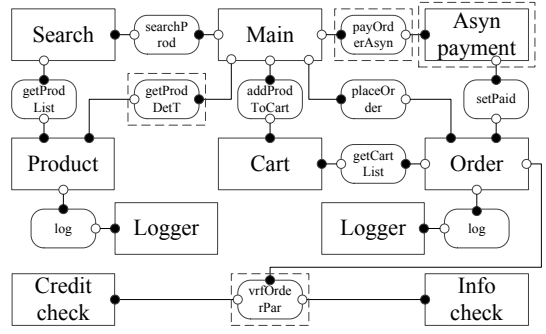 Search
searchP
rod
Main
payOrd
erAsyn
Asyn
payment
getProd
List
getProd
DetT
addProd
ToCart
placeOr
der
setPaid
Product
Cart
getCart
List
Order
log
Logger
Logger
log
Credit
check
vrfOrde
rPar
Info
check